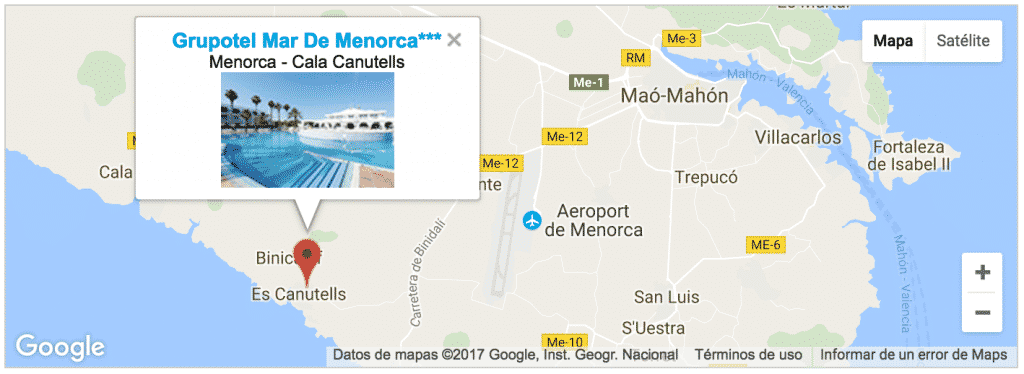 Es Murtar
Grupotel Mar De Menorca*** ×
Menorca - Cala Canutells
Mapa
Satélite
Me-3
RM
Me-1
Maó-Mahón
Mahón - Valencia
Me-12
Villacarlos
Fortaleza
de Isabel II
Me-12
Cala
Trepucó
Aeroport
de Menorca
ME-6
Mahón - Valencia
Carretera de Binidalí
Es Canutells
San Luis
S'Uestra
+
−
Me-10
Google
Datos de mapas ©2017 Google, Inst. Geogr. Nacional
Términos de uso
Informar de un error de Maps